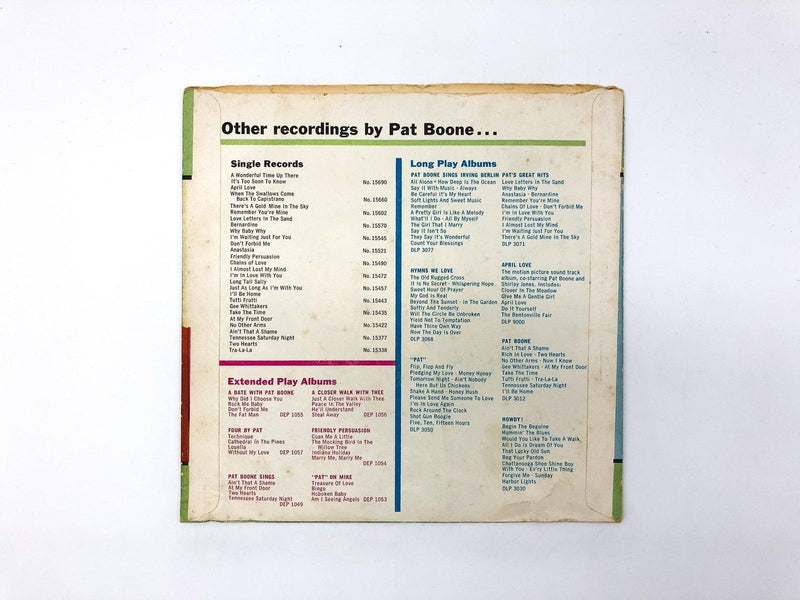 Other recordings by Pat Boone...
Single Records
A Wonderful Time Up There
It's Too Soon To Know No. 15690
April Love
When The Swallows Come
Back To Capistrano No. 15660
There's A Gold Mine In The Sky
Remember You're Mine No. 15602
Love Letters In The Sand
Bernardine No. 15570
Why Baby Why
I'm Waiting Just For You No. 15545
Don't Forbid Me
Anastasia No. 15521
Friendly Persuasion
Chains of Love No. 15490
I Almost Lost My Mind
I'm In Love With You No. 15472
Long Tall Sally
Just As Long As I'm With You No. 15457
I'll Be Home
Tutti Frutti No. 15443
Gee Whittakers
Take The Time No. 15435
At My Front Door
No Other Arms No. 15422
Ain't That A Shame
Tennessee Saturday Night No. 15377
Two Hearts
Tra-La-La No. 15338
Extended Play Albums
A DATE WITH PAT BOONE
Why Did I Choose You
Rock Me Baby
Don't Forbid Me
The Fat Man DEP 1055
FOUR BY PAT
Technique
Cathedral In The Pines
Louella
Without My Love DEP 1057
PAT BOONE SINGS
Ain't That A Shame
At My Front Door
Two Hearts
Tennessee Saturday Night
DEP 1049
A CLOSER WALK WITH THEE
Just A Closer Walk With Thee
Peace In The Valley
He'll Understand
Steal Away DEP 1056
FRIENDLY PERSUASION
Coax Me A Little
The Mocking Bird In The
Willow Tree
Indiana Holiday
Marry Me, Marry Me
DEP 1054
"PAT" ON MIKE
Treasure Of Love
Bingo
Hoboken Baby
Am I Seeing Angels DEP 1053
Long Play Albums
PAT BOONE SINGS IRVING BERLIN
All Alone · How Deep Is The Ocean
Say It With Music · Always
Be Careful It's My Heart
Soft Lights And Sweet Music
Remember
A Pretty Girl Is Like A Melody
What'll I Do · All By Myself
The Girl That I Marry
Say It Isn't So
They Say It's Wonderful
Count Your Blessings
DLP 3077
HYMNS WE LOVE
The Old Rugged Cross
It Is No Secret · Whispering Hope
Sweet Hour Of Prayer
My God Is Real
Beyond The Sunset · In The Garden
Softly And Tenderly
Will The Circle Be Unbroken
Yield Not To Temptation
Have Thine Own Way
Now The Day Is Over
DLP 3068
"PAT"
Flip, Flop And Fly
Pledging My Love · Money Honey
Tomorrow Night · Ain't Nobody
Here But Us Chickens
Shake A Hand · Honey Hush
Please Send Me Someone To Love
I'm In Love Again
Rock Around The Clock
Shot Gun Boogie
Five, Ten, Fifteen Hours
DLP 3050
PAT'S GREAT HITS
Love Letters In The Sand
Why Baby Why
Anastasia · Bernardine
Remember You're Mine
Chains Of Love · Don't Forbid Me
I'm In Love With You
Friendly Persuasion
I Almost Lost My Mind
I'm Waiting Just For You
There's A Gold Mine In The Sky
DLP 3071
APRIL LOVE
The motion picture sound track
album, co-starring Pat Boone and
Shirley Jones. Includes:
Clover In The Meadow
Give Me A Gentle Girl
April Love
Do It Yourself
The Bentonville Fair
DLP 9000
PAT BOONE
Ain't That A Shame
Rich In Love · Two Hearts
No Other Arms · Now I Know
Gee Whittakers · At My Front Door
Take The Time
Tutti Frutti · Tra-La-La
Tennessee Saturday Night
I'll Be Home
DLP 3012
HOWDY!
Begin The Beguine
Hummin' The Blues
Would You Like To Take A Walk
All I Do Is Dream Of You
That Lucky Old Sun
Beg Your Pardon
Chattanooga Shoe Shine Boy
With You · Ev'ry Little Thing
Forgive Me · Sunday
Harbor Lights
DLP 3030